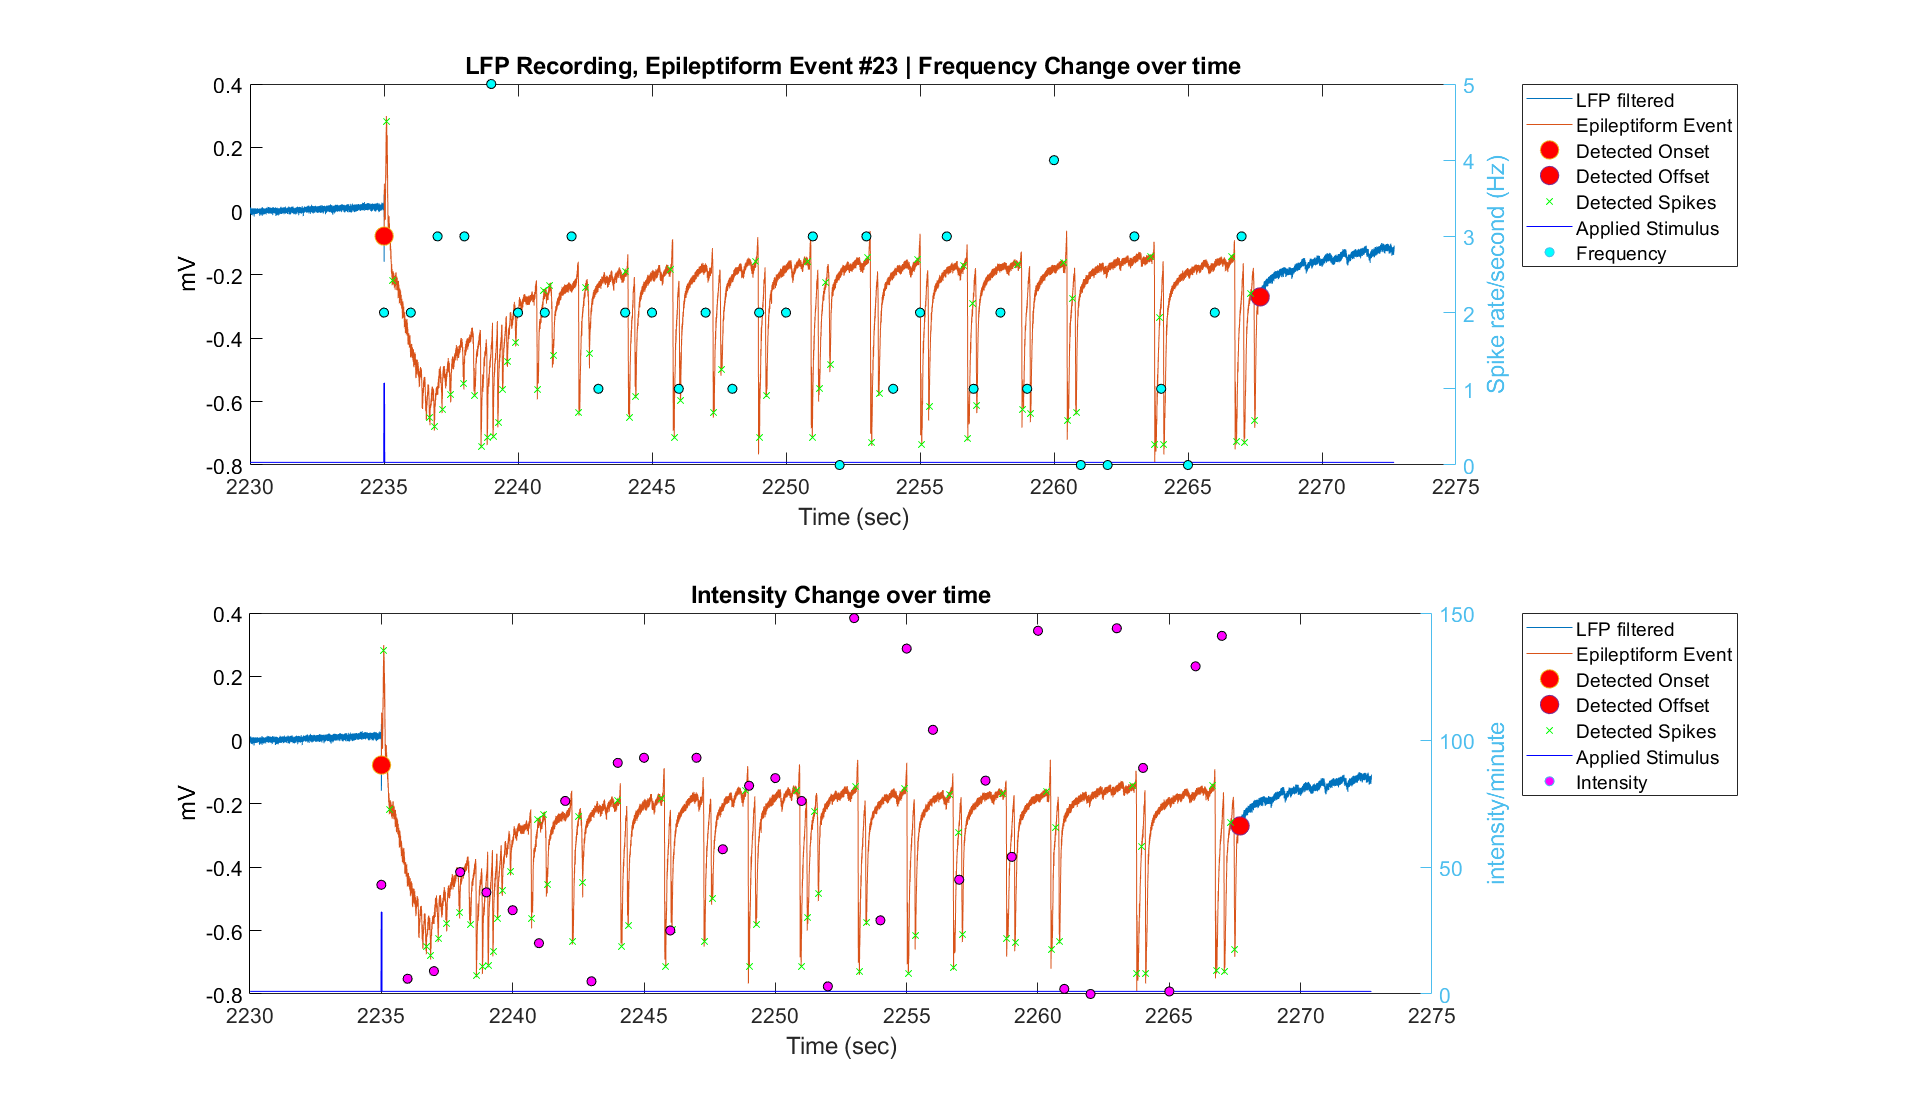 LFP Recording, Epileptiform Event #23 | Frequency Change over time
0.4
0.2
0
-0.2
-0.4
-0.6
-0.8
mV
5
4
3
2
1
0
Spike rate/second (Hz)
2230 2235 2240 2245 2250 2255 2260 2265 2270 2275
Time (sec)
LFP filtered
Epileptiform Event
Detected Onset
Detected Offset
Detected Spikes
Applied Stimulus
Frequency
Intensity Change over time
0.4
0.2
0
-0.2
-0.4
-0.6
-0.8
mV
150
100
50
0
intensity/minute
2230 2235 2240 2245 2250 2255 2260 2265 2270 2275
Time (sec)
LFP filtered
Epileptiform Event
Detected Onset
Detected Offset
Detected Spikes
Applied Stimulus
Intensity